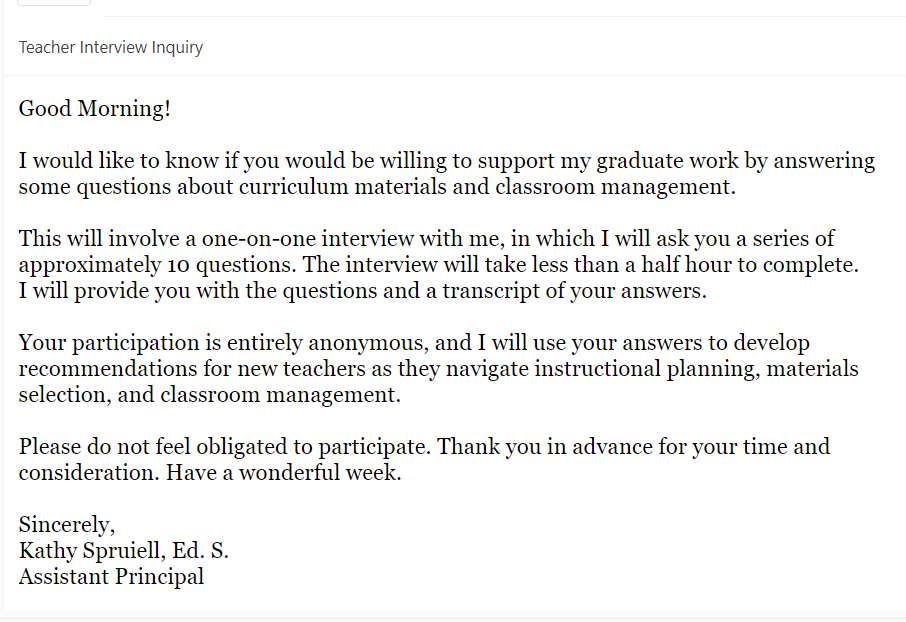 Teacher Interview Inquiry
Good Morning!
I would like to know if you would be willing to support my graduate work by answering
some questions about curriculum materials and classroom management.
This will involve a one-on-one interview with me, in which I will ask you a series of
approximately 10 questions. The interview will take less than a half hour to complete.
I will provide you with the questions and a transcript of your answers.
Your participation is entirely anonymous, and I will use your answers to develop
recommendations for new teachers as they navigate instructional planning, materials
selection, and classroom management.
Please do not feel obligated to participate. Thank you in advance for your time and
consideration. Have a wonderful week.
Sincerely,
Kathy Spruiell, Ed. S.
Assistant Principal